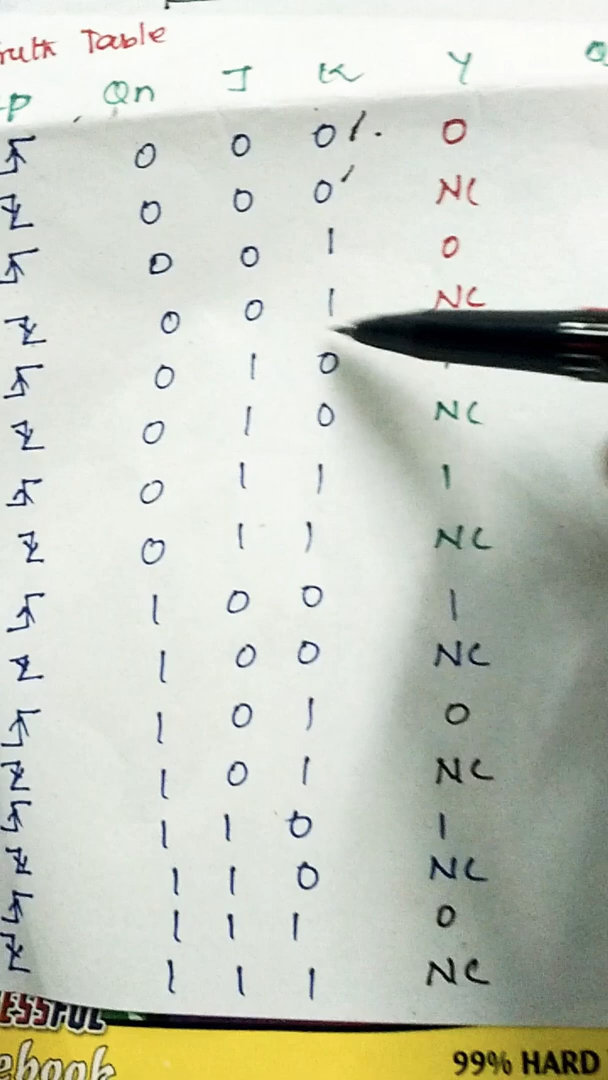 Truth Table
P Qn J K Y Q
0 0 0 0
0 0 0 NC
0 0 1 0
0 0 1 NC
0 1 0
0 1 0 NC
0 1 1 1
0 1 1 NC
1 0 0 1
1 0 0 NC
1 0 1 0
1 0 1 NC
1 1 0 1
1 1 0 NC
1 1 1 0
1 1 1 NC
ESSFUL
ebook
99% HARD